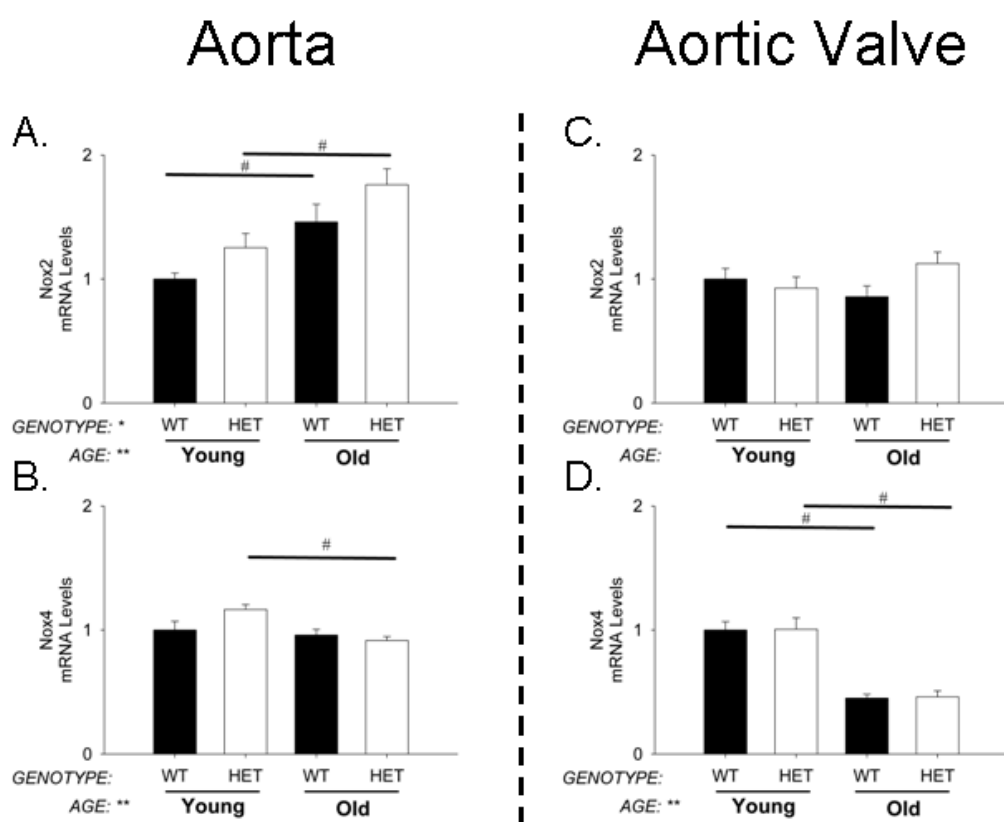 Aorta
Aortic Valve
A.
#
#
2
1
0
Nox2
mRNA Levels
GENOTYPE: * WT HET WT HET
AGE: ** Young Old
B.
#
2
1
0
Nox4
mRNA Levels
GENOTYPE: WT HET WT HET
AGE: ** Young Old
C.
2
1
0
Nox2
mRNA Levels
GENOTYPE: WT HET WT HET
AGE: Young Old
D.
#
#
2
1
0
Nox4
mRNA Levels
GENOTYPE: WT HET WT HET
AGE: ** Young Old